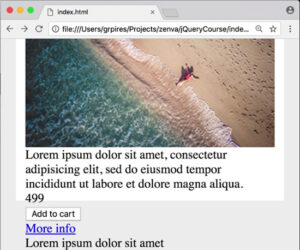 index.html
file:///Users/grpires/Projects/zenva/jQueryCourse/inde...
Lorem ipsum dolor sit amet, consectetur
adipisicing elit, sed do eiusmod tempor
incididunt ut labore et dolore magna aliqua.
499
Add to cart
More info
Lorem ipsum dolor sit amet